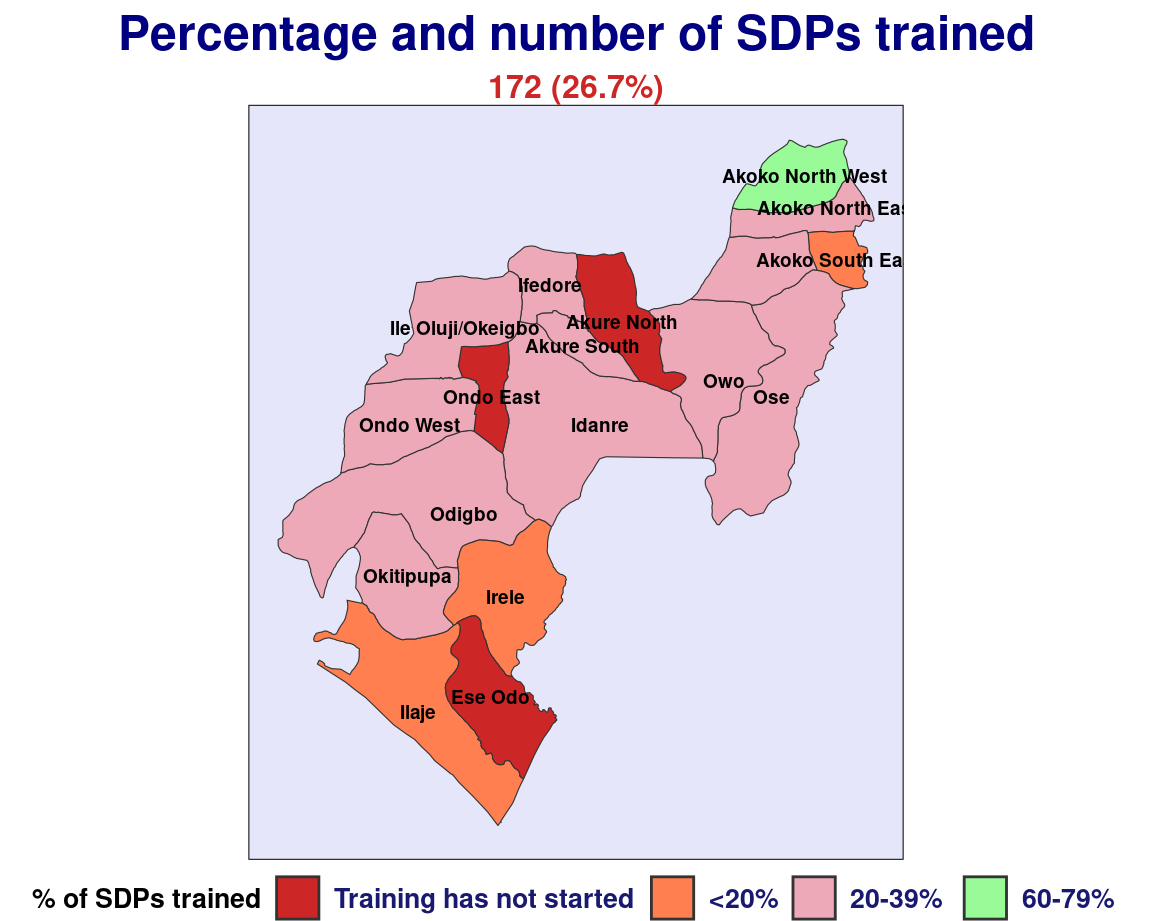 Percentage and number of SDPs trained
172 (26.7%)
Akoko North West
Akoko North Eas
Akoko South Ea
Ifedore
Akure North
Ile Oluji/Okeigbo
Akure South
Owo
Ondo East
Ose
Ondo West
Idanre
Odigbo
Okitipupa
Irele
Ese Odo
Ilaje
% of SDPs trained Training has not started <20% 20-39% 60-79%